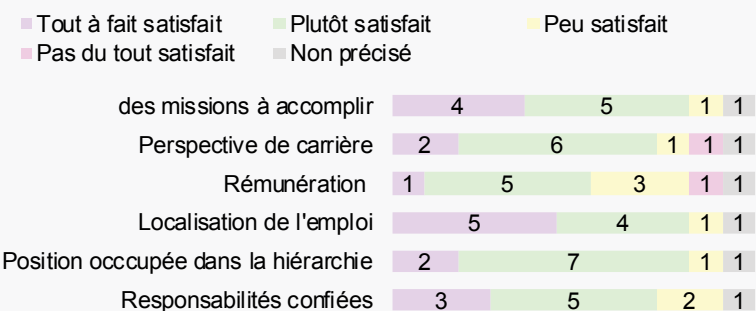 Tout à fait satisfait Plutôt satisfait Peu satisfait
Pas du tout satisfait Non précisé
des missions à accomplir 4 5 1 1
Perspective de carrière 2 6 1 1 1
Rémunération 1 5 3 1 1
Localisation de l'emploi 5 4 1 1
Position occcupée dans la hiérarchie 2 7 1 1
Responsabilités confiées 3 5 2 1